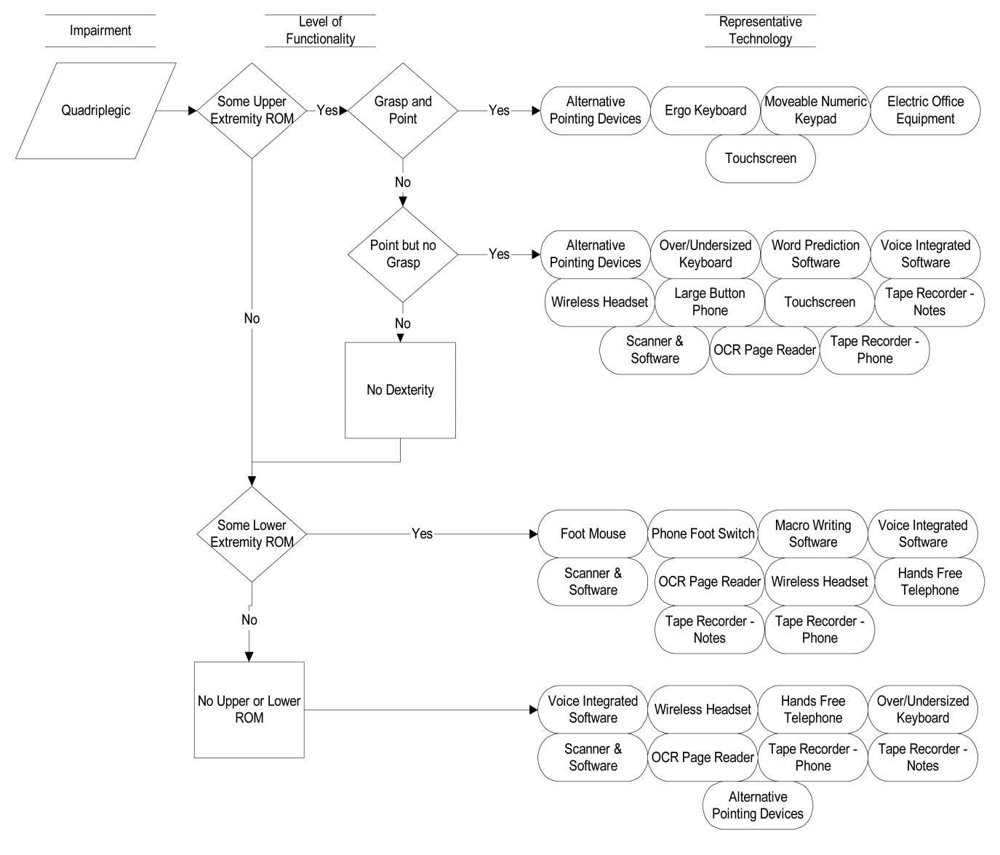 Impairment
Level of
Functionality
Representative
Technology
Quadriplegic
Some Upper
Extremity ROM
Yes
Grasp and
Point
Yes
Alternative
Pointing Devices
Ergo Keyboard
Moveable Numeric
Keypad
Electric Office
Equipment
Touchscreen
No
Point but no
Grasp
Yes
Alternative
Pointing Devices
Over/Undersized
Keyboard
Word Prediction
Software
Voice Integrated
Software
Wireless Headset
Large Button
Phone
Touchscreen
Tape Recorder -
Notes
Scanner &
Software
OCR Page Reader
Tape Recorder -
Phone
No
No
No Dexterity
Some Lower
Extremity ROM
Yes
Foot Mouse
Phone Foot Switch
Macro Writing
Software
Voice Integrated
Software
Scanner &
Software
OCR Page Reader
Wireless Headset
Hands Free
Telephone
Tape Recorder -
Notes
Tape Recorder -
Phone
No
No Upper or Lower
ROM
Voice Integrated
Software
Wireless Headset
Hands Free
Telephone
Over/Undersized
Keyboard
Scanner &
Software
OCR Page Reader
Tape Recorder -
Phone
Tape Recorder -
Notes
Alternative
Pointing Devices